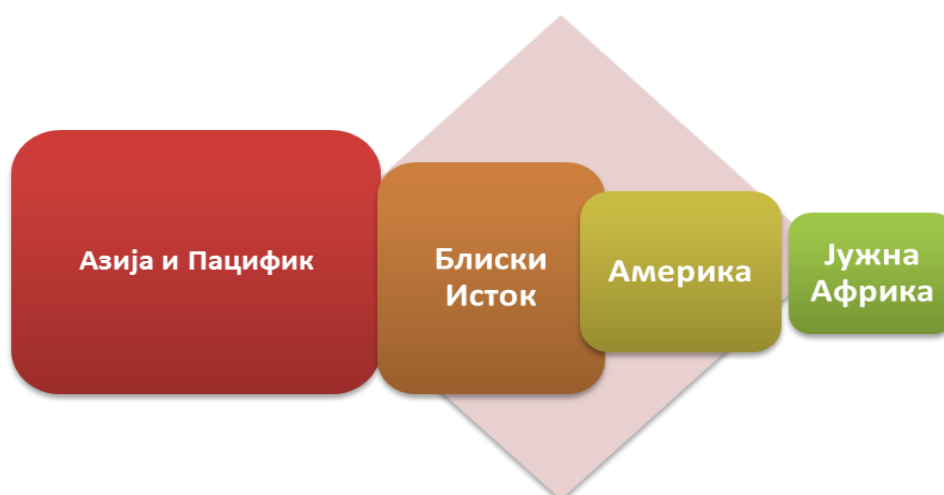 Азија и Пацифик
Блиски
Исток
Америка
Јужна
Африка